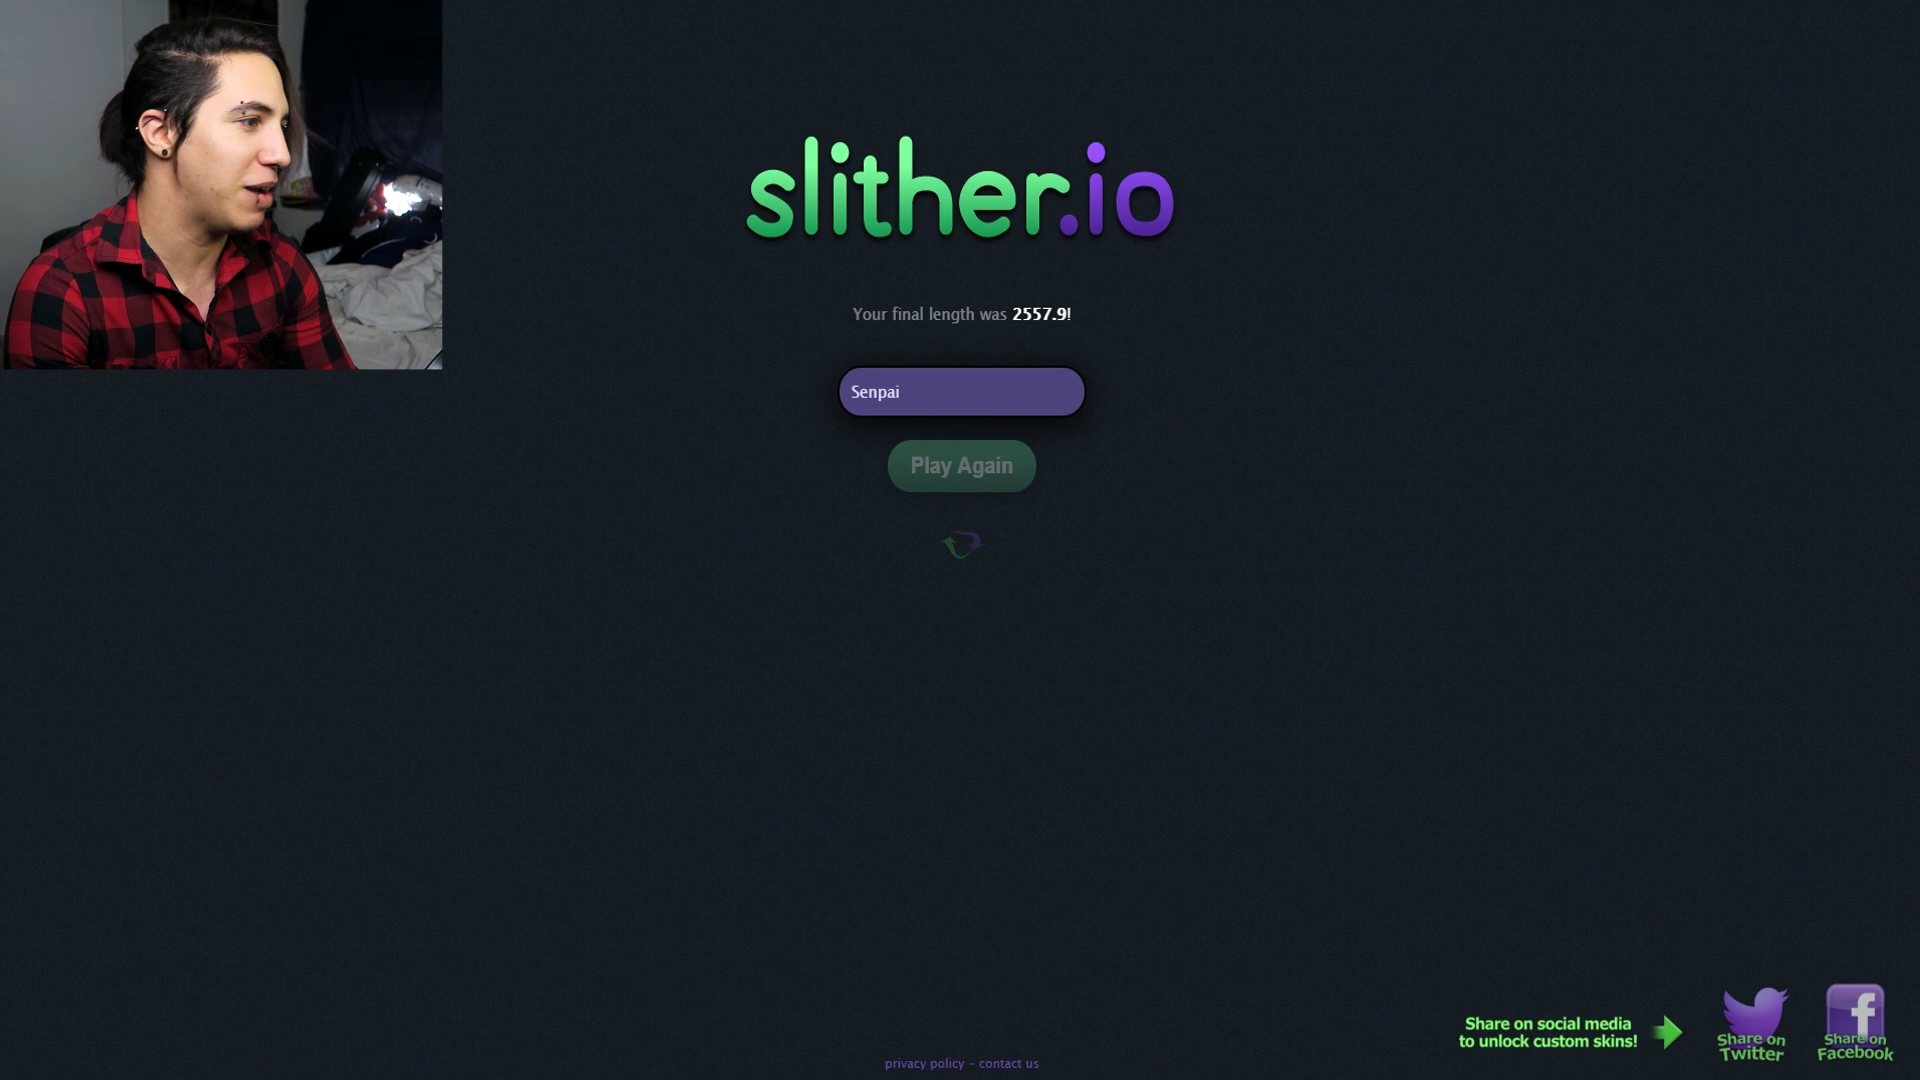 slither.io
Your final length was 2557.9!
Senpai
Play Again
Share on social media
to unlock custom skins!
Share on
Twitter
Share on
Facebook
privacy policy - contact us